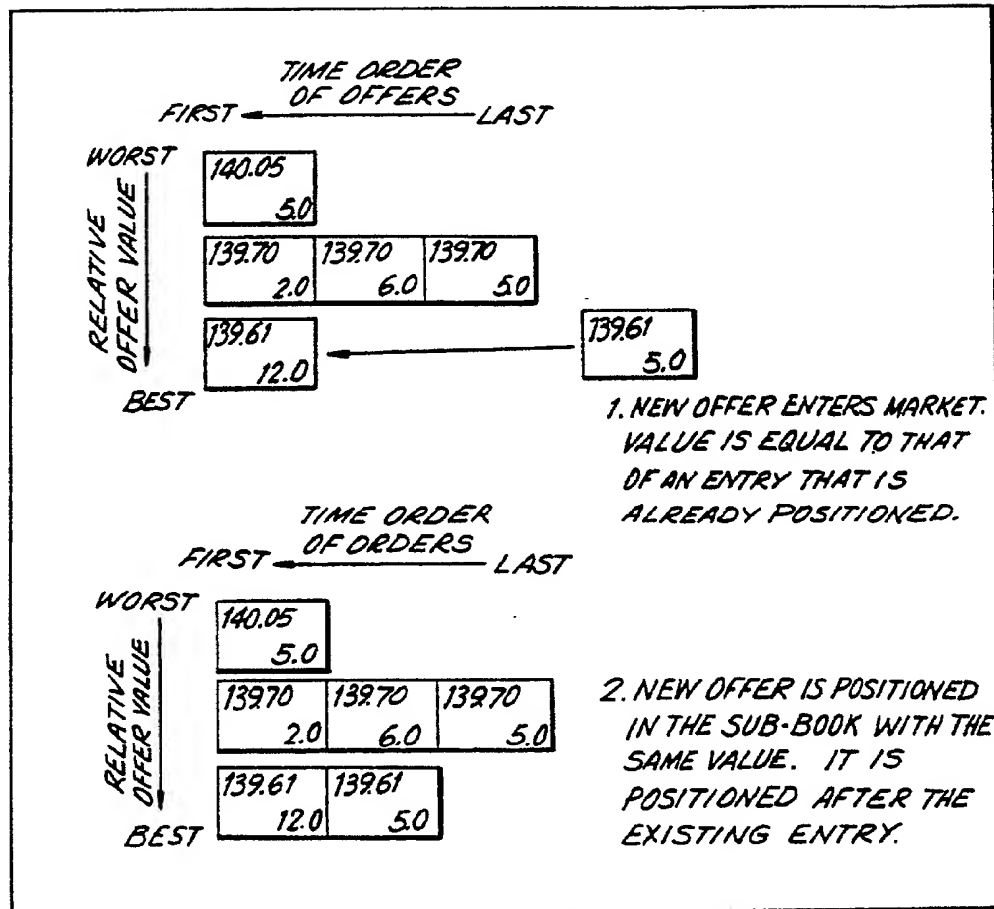 TIME ORDER
OF OFFERS
FIRST LAST
WORST
RELATIVE
OFFER VALUE
BEST
140.05
5.0
139.70 139.70 139.70
2.0 6.0 5.0
139.61 139.61
12.0 5.0
1. NEW OFFER ENTERS MARKET.
VALUE IS EQUAL TO THAT
OF AN ENTRY THAT IS
ALREADY POSITIONED.
TIME ORDER
OF ORDERS
FIRST LAST
WORST
RELATIVE
OFFER VALUE
BEST
140.05
5.0
139.70 139.70 139.70
2.0 6.0 5.0
139.61 139.61
12.0 5.0
2. NEW OFFER IS POSITIONED
IN THE SUB-BOOK WITH THE
SAME VALUE. IT IS
POSITIONED AFTER THE
EXISTING ENTRY.